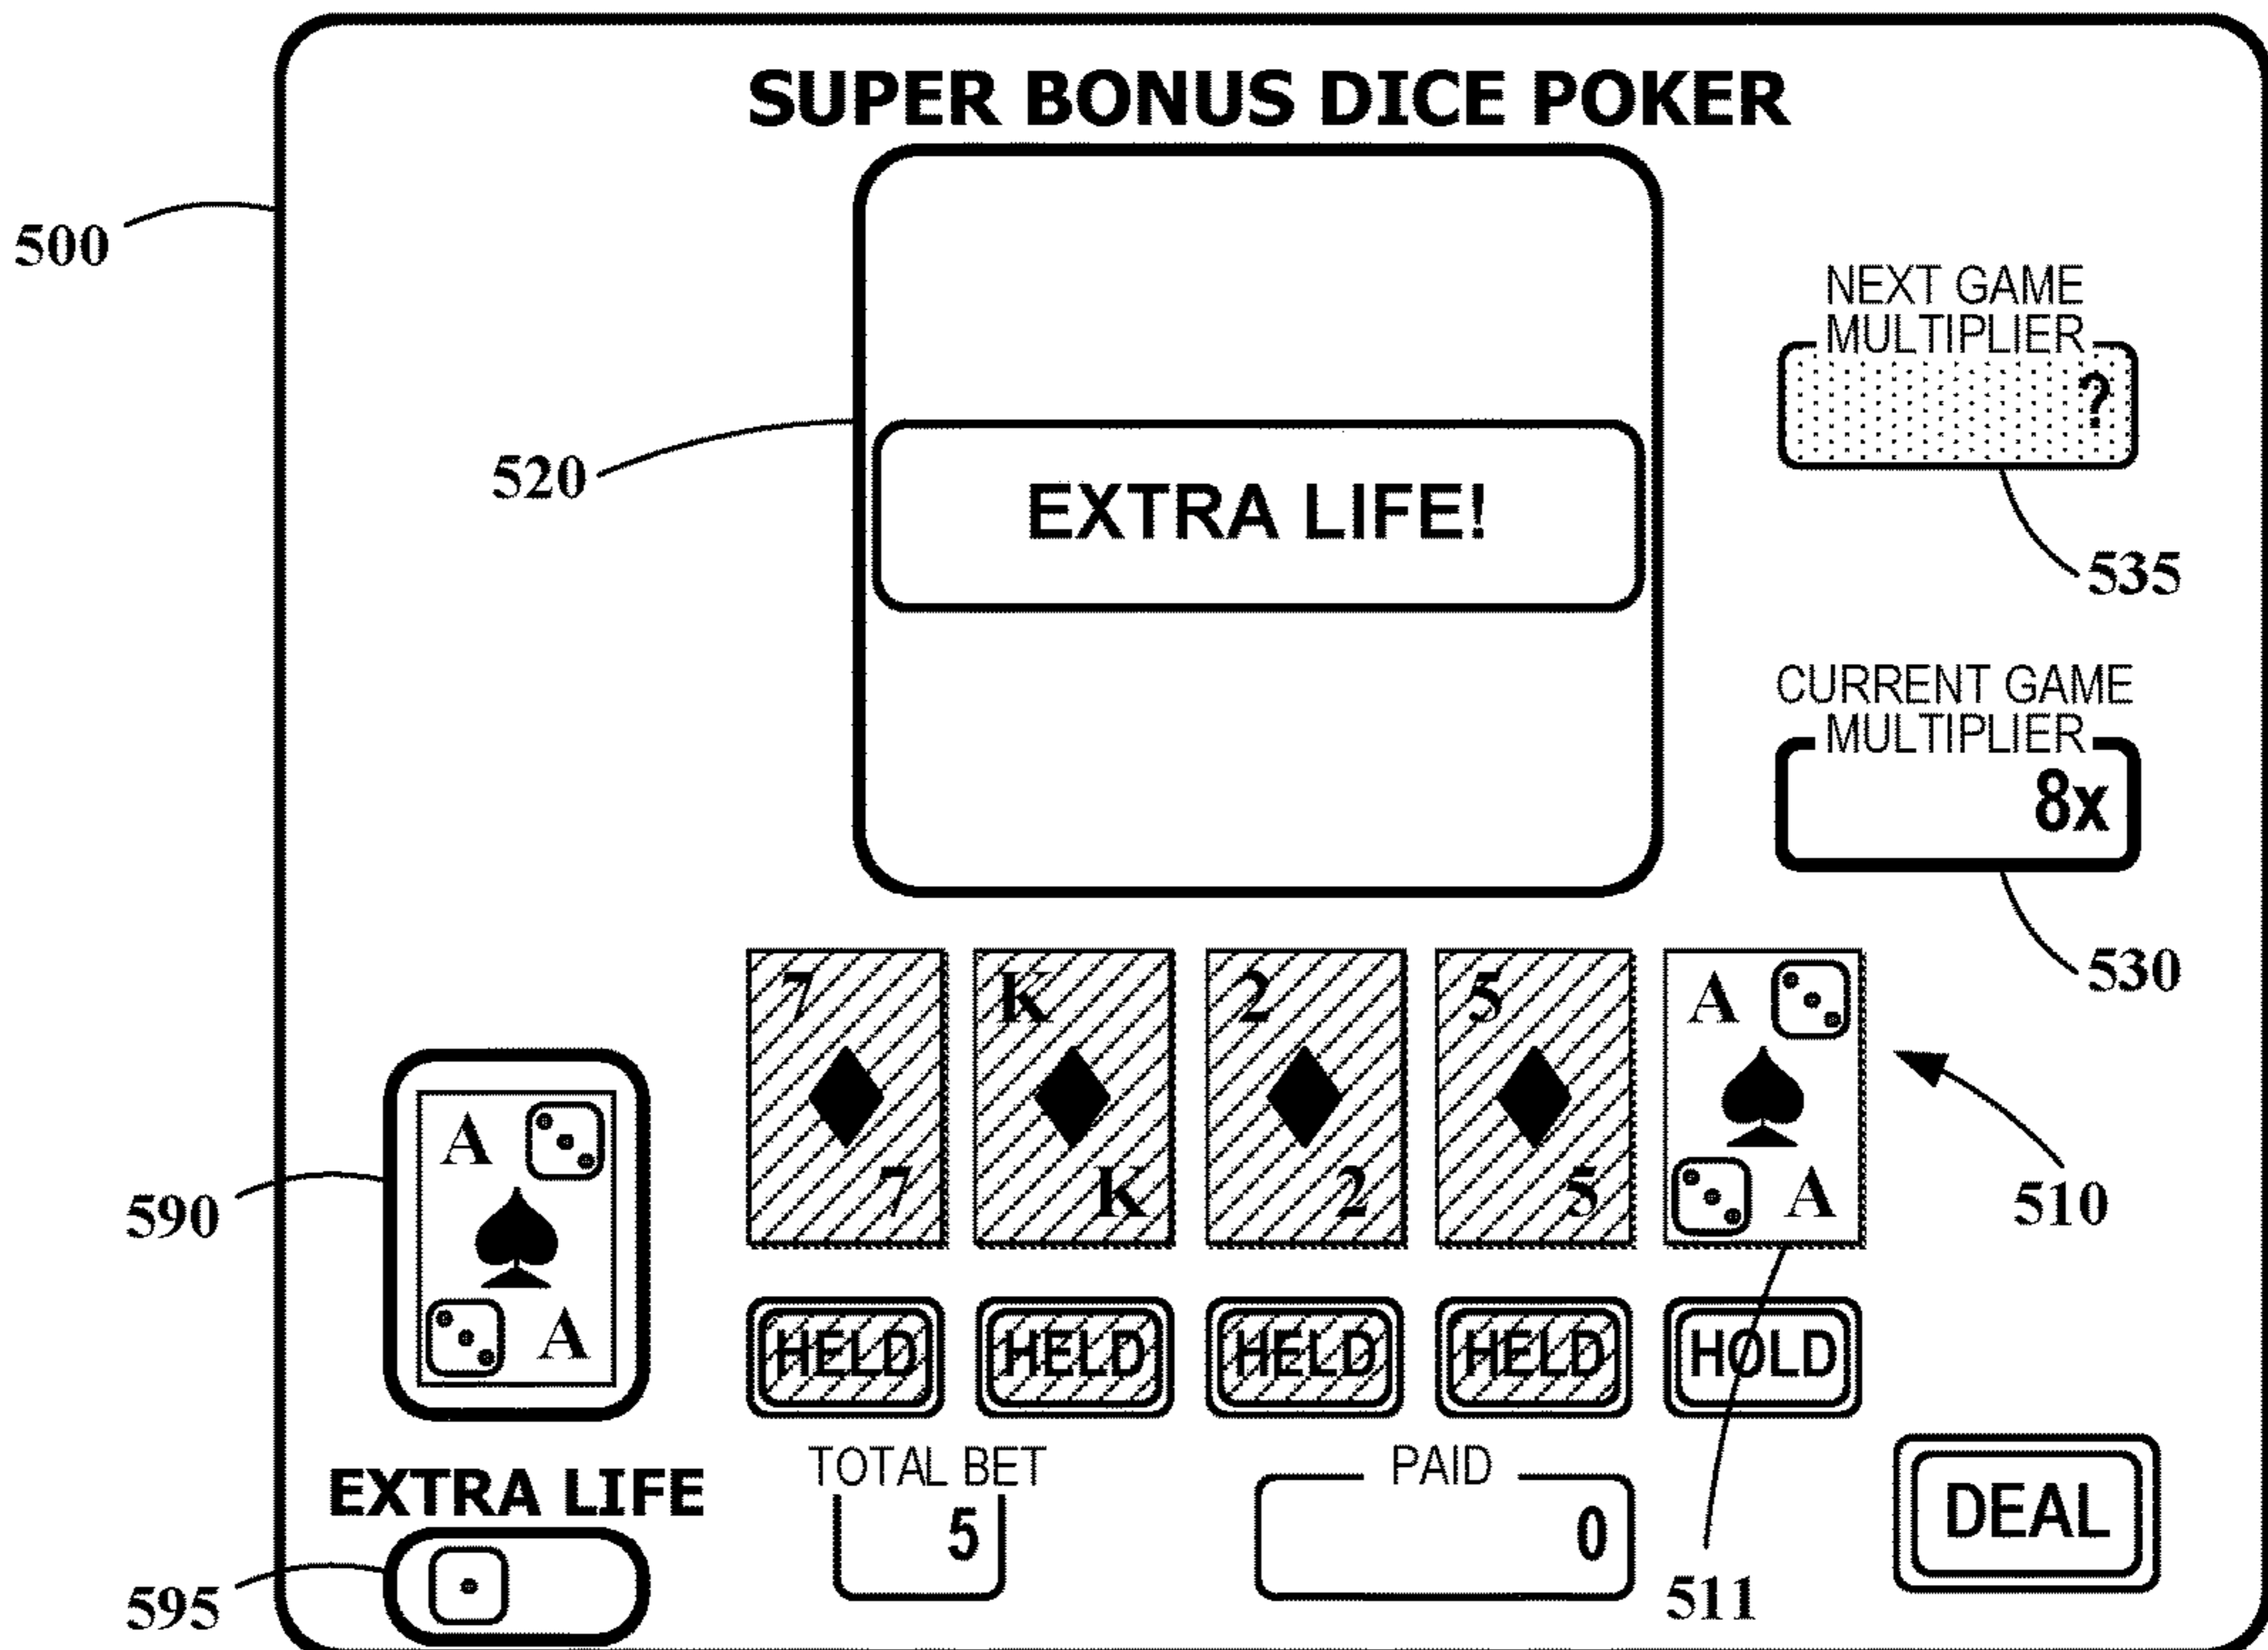 SUPER BONUS DICE POKER
500
NEXT GAME
MULTIPLIER
?
520
EXTRA LIFE!
535
CURRENT GAME
MULTIPLIER
8x
530
7 K 2 5 A
A
590
7 K 2 5 A
510
A
HELD HELD HELD HELD HOLD
EXTRA LIFE
TOTAL BET
5
PAID
0
DEAL
595
511